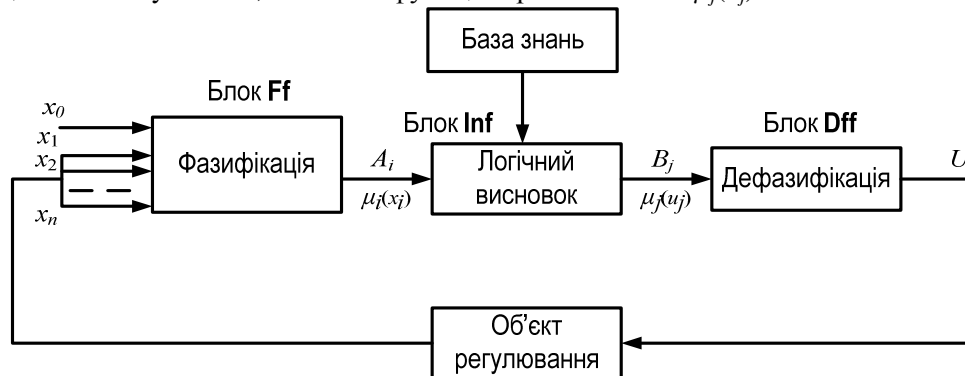 База знань
Блок Ff
x0
x1
x2
xn
Фазифікація
Ai
μi(xi)
Блок Inf
Логічний
висновок
Bj
μj(uj)
Блок Dff
Дефазифікація
U
Об’єкт
регулювання